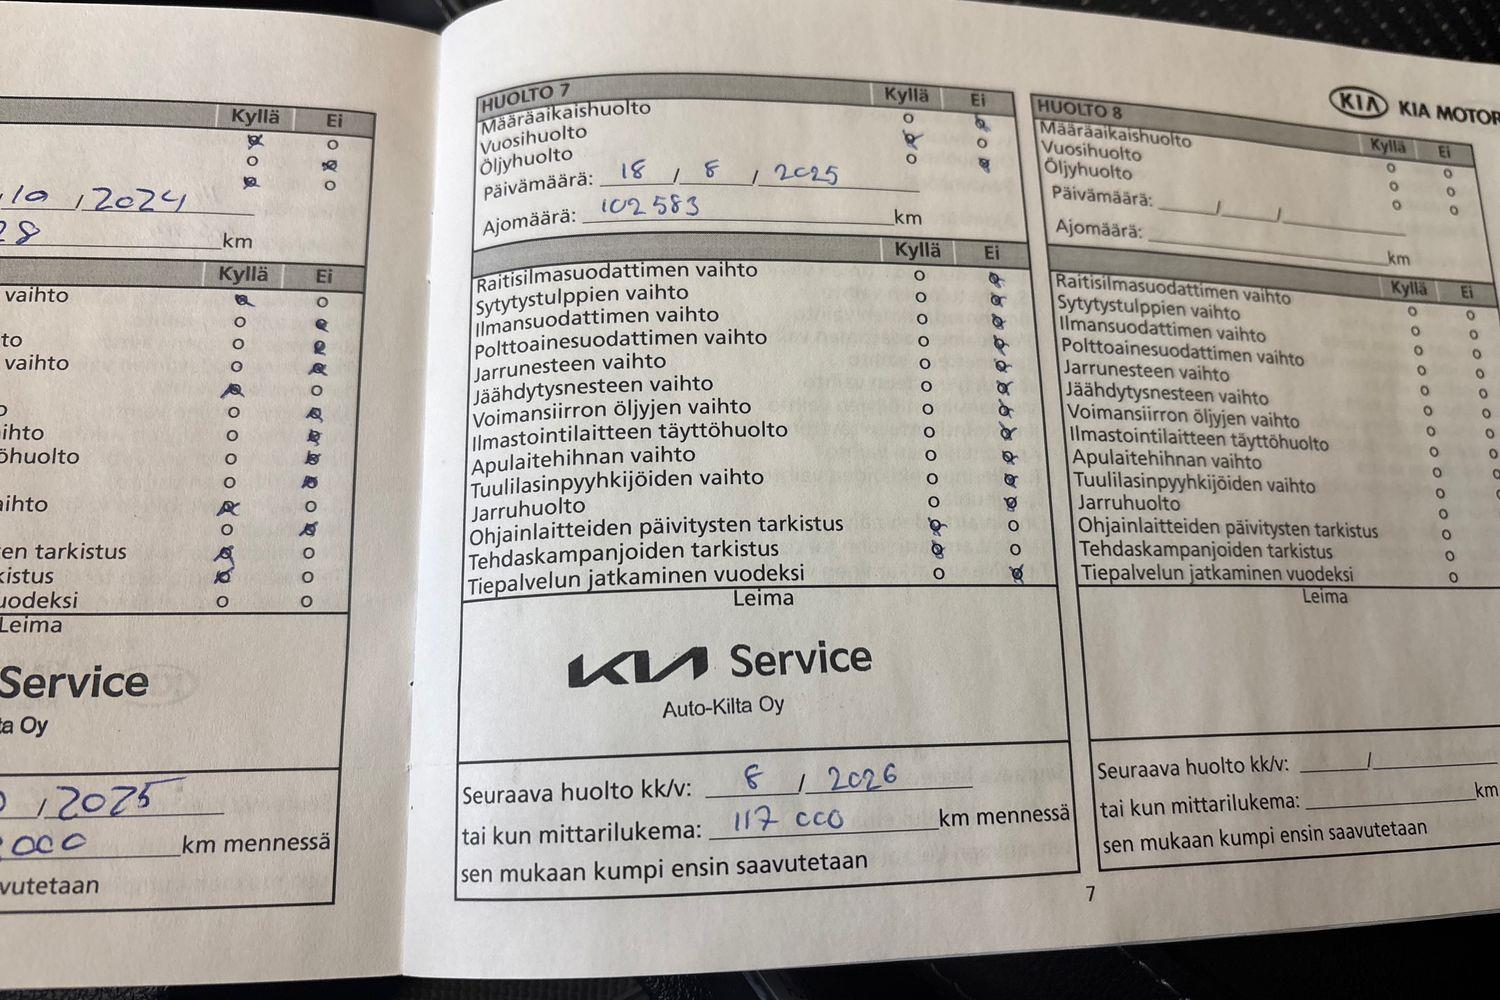 Kyllä Ei
/10 / 2024
28 km
Kyllä Ei
vaihto
to
vaihto
o
aihto
öhuolto
aihto
ten tarkistus
kistus
uodeksi
Leima
Service
ta Oy
/ 2025
000 km mennessä
vutetaan
HUOLTO 7 Kyllä Ei
Määräaikaishuolto
Vuosihuolto
Öljyhuolto
Päivämäärä: 18 / 8 / 2025
Ajomäärä: 102 583 km
Kyllä Ei
Raitisilmasuodattimen vaihto
Sytytystulppien vaihto
Ilmansuodattimen vaihto
Polttoainesuodattimen vaihto
Jarrunesteen vaihto
Jäähdytysnesteen vaihto
Voimansiirron öljyjen vaihto
Ilmastointilaitteen täyttöhuolto
Apulaitehihnan vaihto
Tuulilasinpyyhkijöiden vaihto
Jarruhuolto
Ohjainlaitteiden päivitysten tarkistus
Tehdaskampanjoiden tarkistus
Tiepalvelun jatkaminen vuodeksi
Leima
KIA Service
Auto-Kilta Oy
Seuraava huolto kk/v: 8 / 2026
tai kun mittarilukema: 117 000 km mennessä
sen mukaan kumpi ensin saavutetaan
KIA KIA MOTOR
HUOLTO 8 Kyllä Ei
Määräaikaishuolto
Vuosihuolto
Öljyhuolto
Päivämäärä: / /
Ajomäärä: km
Kyllä Ei
Raitisilmasuodattimen vaihto
Sytytystulppien vaihto
Ilmansuodattimen vaihto
Polttoainesuodattimen vaihto
Jarrunesteen vaihto
Jäähdytysnesteen vaihto
Voimansiirron öljyjen vaihto
Ilmastointilaitteen täyttöhuolto
Apulaitehihnan vaihto
Tuulilasinpyyhkijöiden vaihto
Jarruhuolto
Ohjainlaitteiden päivitysten tarkistus
Tehdaskampanjoiden tarkistus
Tiepalvelun jatkaminen vuodeksi
Leima
Seuraava huolto kk/v: /
tai kun mittarilukema: km
sen mukaan kumpi ensin saavutetaan
7